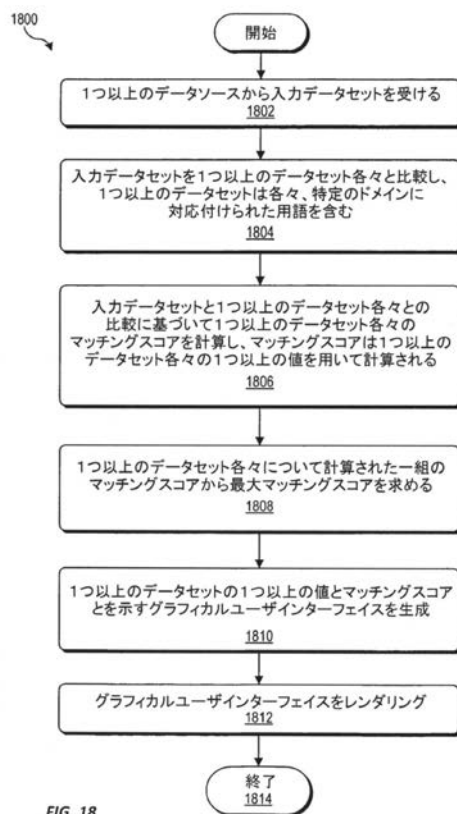 1800
開始
1つ以上のデータソースから入力データセットを受ける
1802
入力データセットを1つ以上のデータセット各々と比較し、
1つ以上のデータセットは各々、特定のドメインに
対応付けられた用語を含む
1804
入力データセットと1つ以上のデータセット各々との
比較に基づいて1つ以上のデータセット各々の
マッチングスコアを計算し、マッチングスコアは1つ以上の
データセット各々の1つ以上の値を用いて計算される
1806
1つ以上のデータセット各々について計算された一組の
マッチングスコアから最大マッチングスコアを求める
1808
1つ以上のデータセットの1つ以上の値とマッチングスコア
とを示すグラフィカルユーザインターフェイスを生成
1810
グラフィカルユーザインターフェイスをレンダリング
1812
終了
1814
FIG. 18